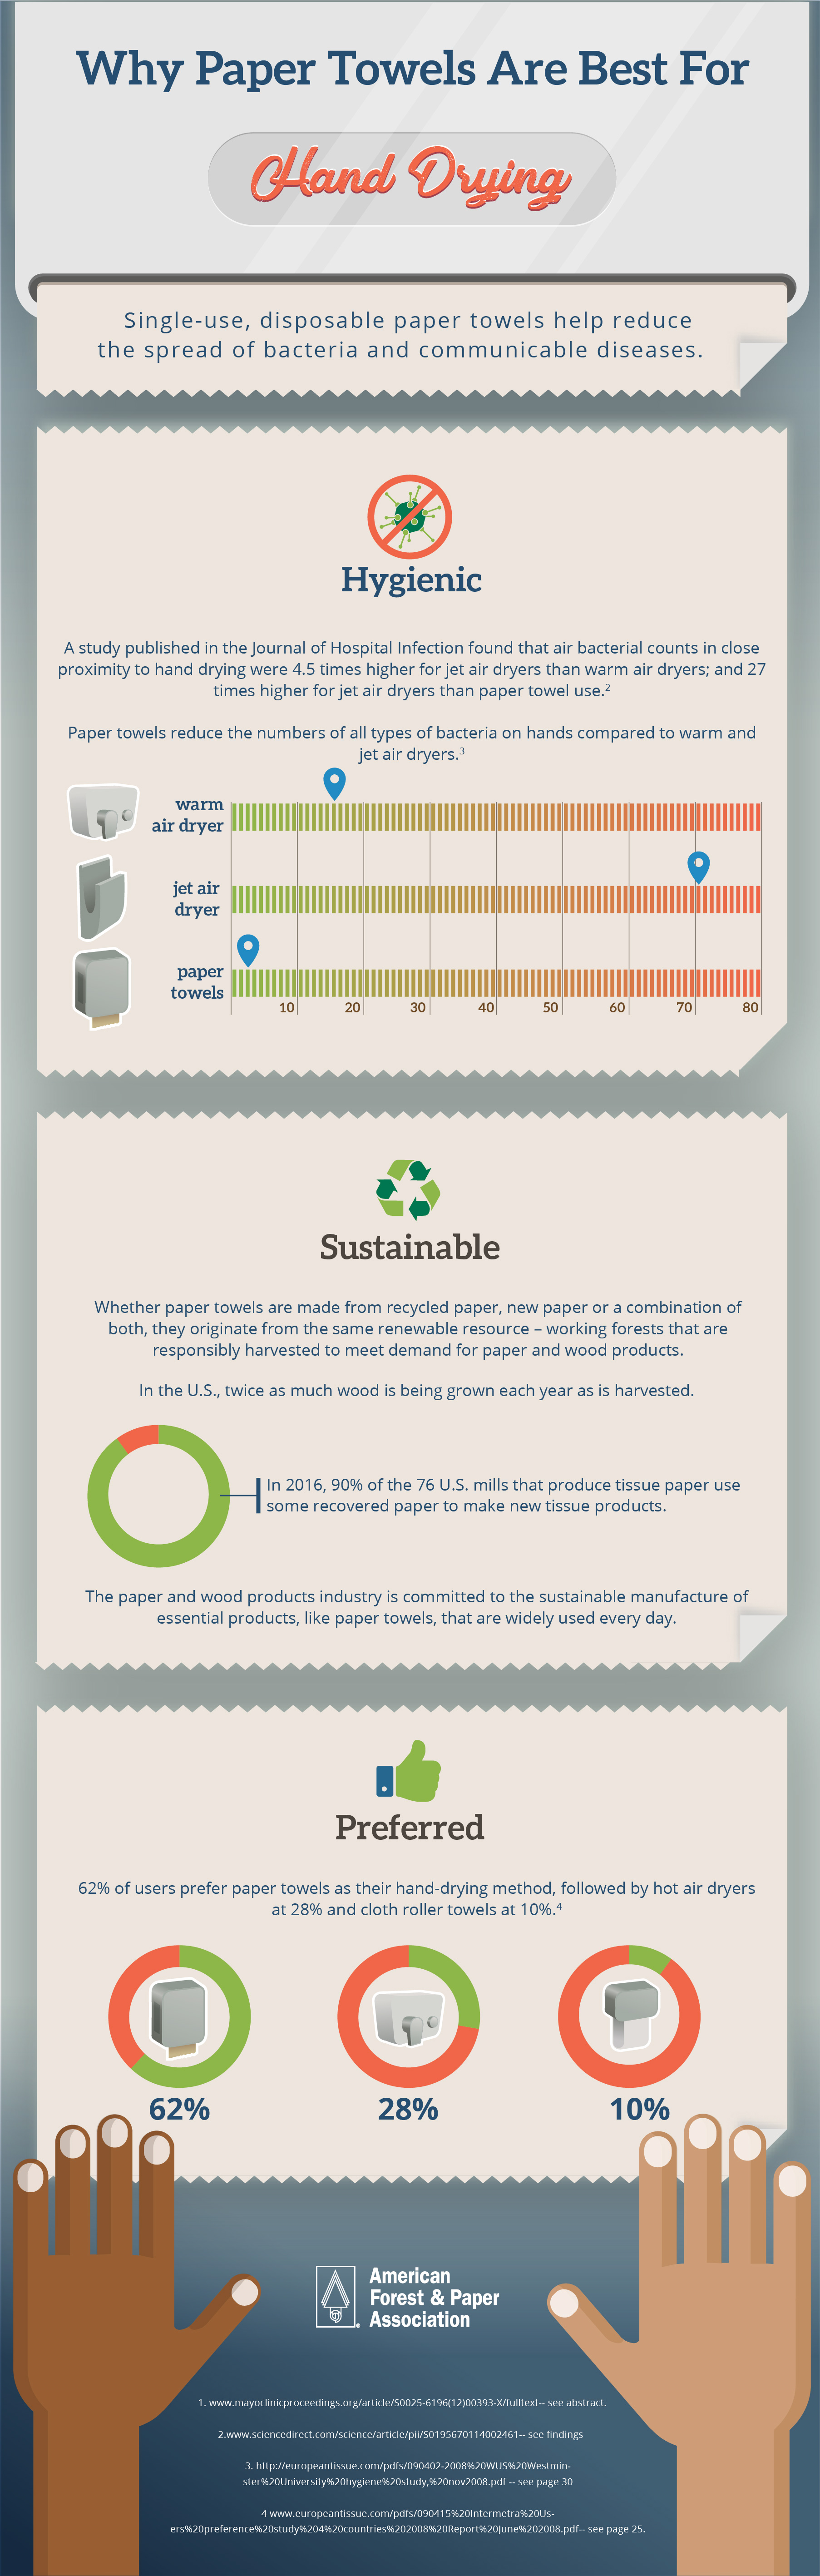 Why Paper Towels Are Best For
Hand Drying
Single-use, disposable paper towels help reduce
the spread of bacteria and communicable diseases.
Hygienic
A study published in the Journal of Hospital Infection found that air bacterial counts in close
proximity to hand drying were 4.5 times higher for jet air dryers than warm air dryers; and 27
times higher for jet air dryers than paper towel use.2
Paper towels reduce the numbers of all types of bacteria on hands compared to warm and
jet air dryers.3
warm
air dryer
jet air
dryer
paper
towels
10 20 30 40 50 60 70 80
Sustainable
Whether paper towels are made from recycled paper, new paper or a combination of
both, they originate from the same renewable resource – working forests that are
responsibly harvested to meet demand for paper and wood products.
In the U.S., twice as much wood is being grown each year as is harvested.
In 2016, 90% of the 76 U.S. mills that produce tissue paper use
some recovered paper to make new tissue products.
The paper and wood products industry is committed to the sustainable manufacture of
essential products, like paper towels, that are widely used every day.
Preferred
62% of users prefer paper towels as their hand-drying method, followed by hot air dryers
at 28% and cloth roller towels at 10%.4
62% 28% 10%
American
Forest & Paper
Association
1. www.mayoclinicproceedings.org/article/S0025-6196(12)00393-X/fulltext-- see abstract.
2.www.sciencedirect.com/science/article/pii/S0195670114002461-- see findings
3. http://europeantissue.com/pdfs/090402-2008%20WUS%20Westmin-
ster%20University%20hygiene%20study,%20nov2008.pdf -- see page 30
4 www.europeantissue.com/pdfs/090415%20Intermetra%20Us-
ers%20preference%20study%204%20countries%202008%20Report%20June%202008.pdf-- see page 25.